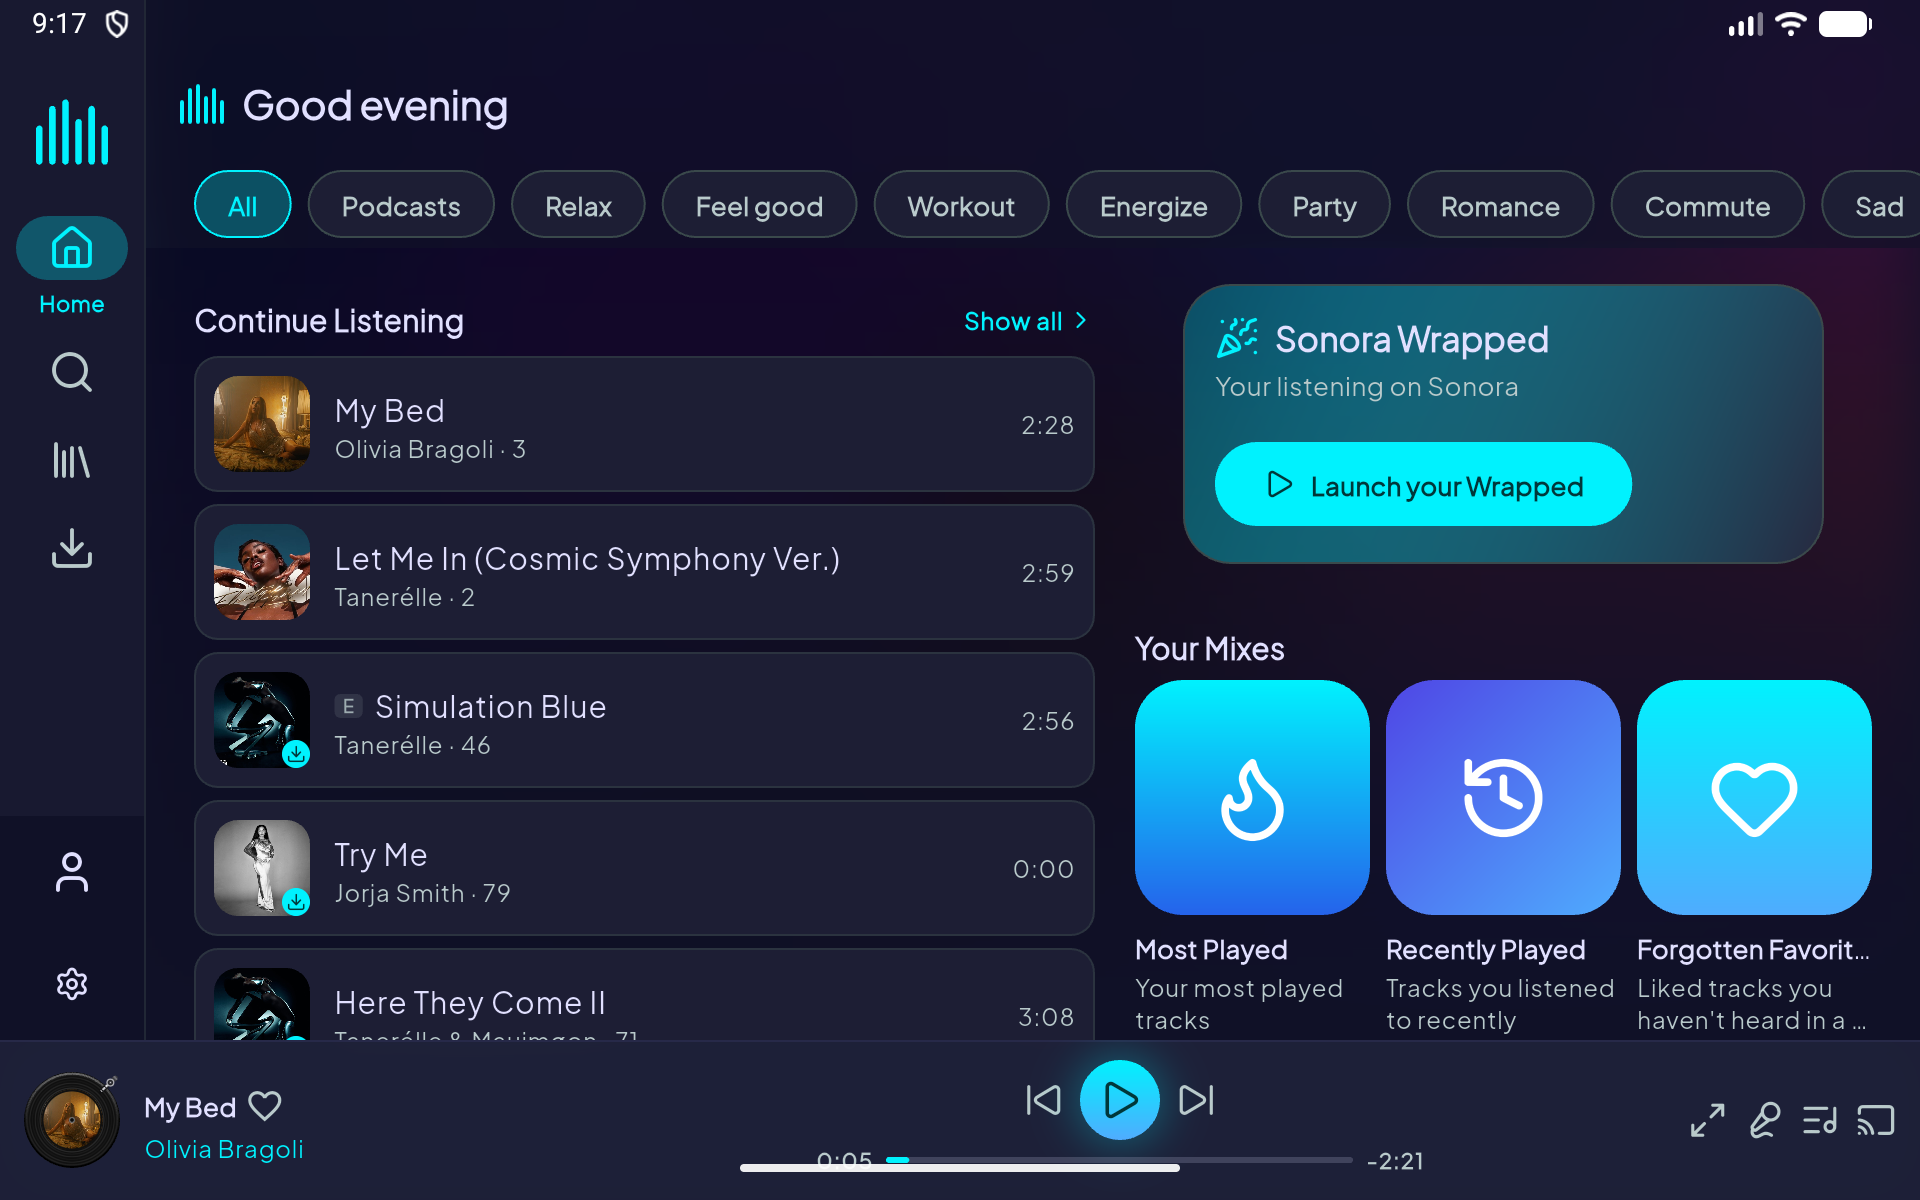 9:17
Good evening
All
Podcasts
Relax
Feel good
Workout
Energize
Party
Romance
Commute
Sad
Home
Continue Listening
Show all
My Bed
Olivia Bragoli · 3
2:28
Let Me In (Cosmic Symphony Ver.)
Tanerélle · 2
2:59
E Simulation Blue
Tanerélle · 46
2:56
Try Me
Jorja Smith · 79
0:00
Here They Come II
3:08
Sonora Wrapped
Your listening on Sonora
Launch your Wrapped
Your Mixes
Most Played
Your most played
tracks
Recently Played
Tracks you listened
to recently
Forgotten Favorit...
Liked tracks you
haven't heard in a ...
My Bed
Olivia Bragoli
0:05
-2:21